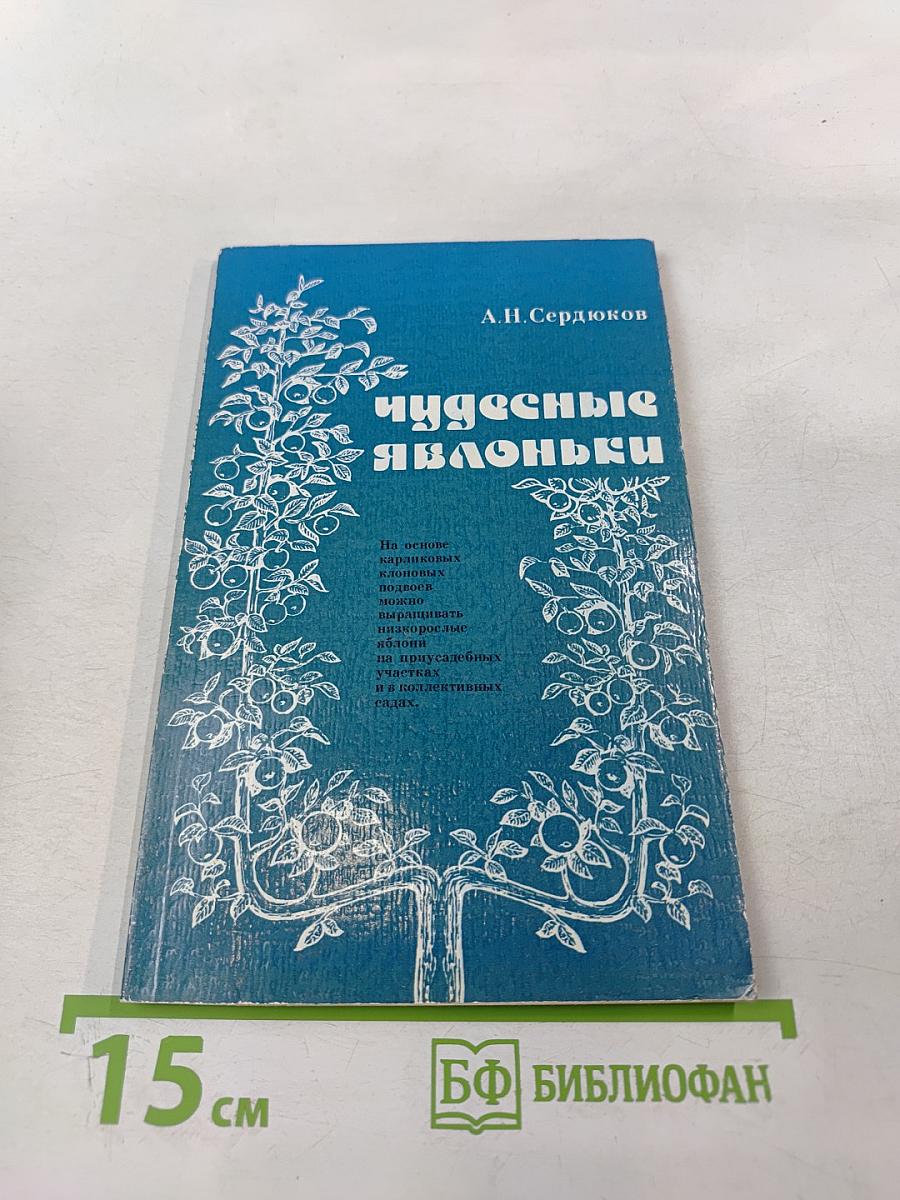 А.Н.Сердюков
чудесные
яблоньки
На основе
карликовых
клоновых
подвоев
можно
выращивать
низкорослые
яблони
на приусадебных
участках
и в коллективных
садах.
15 см
БФ БИБЛИОФАН